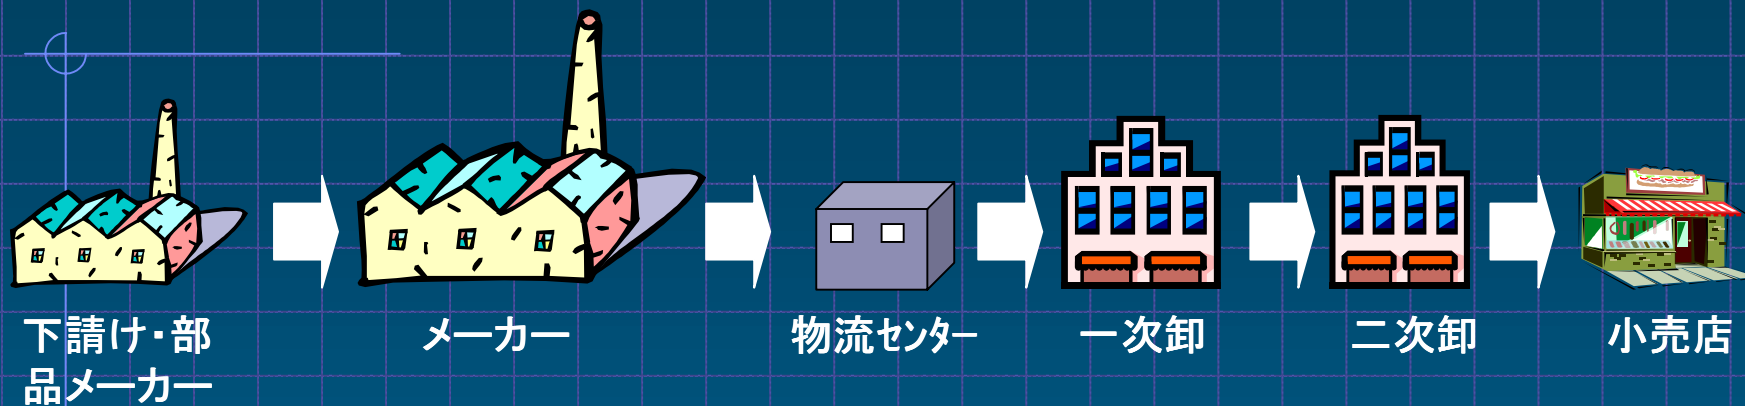 下請け・部
品メーカー
メーカー
物流ｾﾝﾀｰ
一次卸
二次卸
小売店